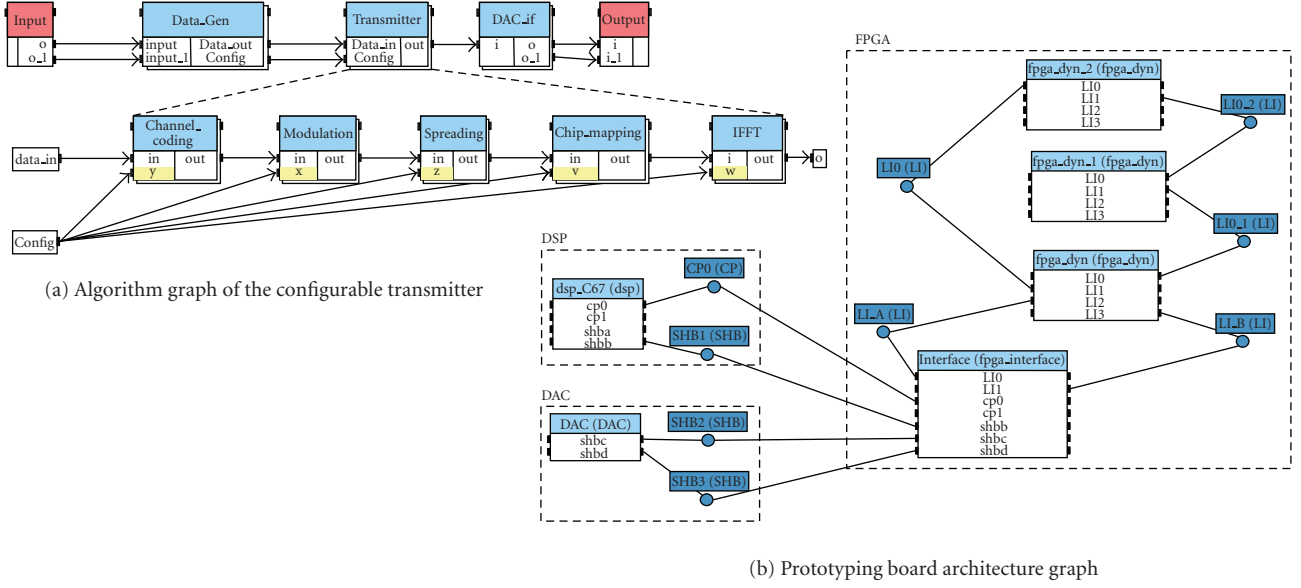 Input
Data_Gen
Transmitter
DAC_if
Output
o
input
Data_out
Data_in
out
i
o
i
o_1
input_1
Config
Config
o_1
i_1
Channel_
coding
Modulation
Spreading
Chip_mapping
IFFT
data_in
in
out
in
out
in
out
in
out
i
out
o
y
x
z
v
w
Config
(a) Algorithm graph of the configurable transmitter
FPGA
fpga_dyn_2 (fpga_dyn)
LI0
LI1
LI2
LI3
LI0_2 (LI)
fpga_dyn_1 (fpga_dyn)
LI0
LI1
LI2
LI3
LI0 (LI)
LI0_1 (LI)
fpga_dyn (fpga_dyn)
LI0
LI1
LI2
LI3
LI_A (LI)
LI_B (LI)
Interface (fpga_interface)
LI0
LI1
cp0
cp1
shbb
shbc
shbd
DSP
CP0 (CP)
dsp_C67 (dsp)
cp0
cp1
shba
shbb
SHB1 (SHB)
DAC
DAC (DAC)
shbc
shbd
SHB2 (SHB)
SHB3 (SHB)
(b) Prototyping board architecture graph